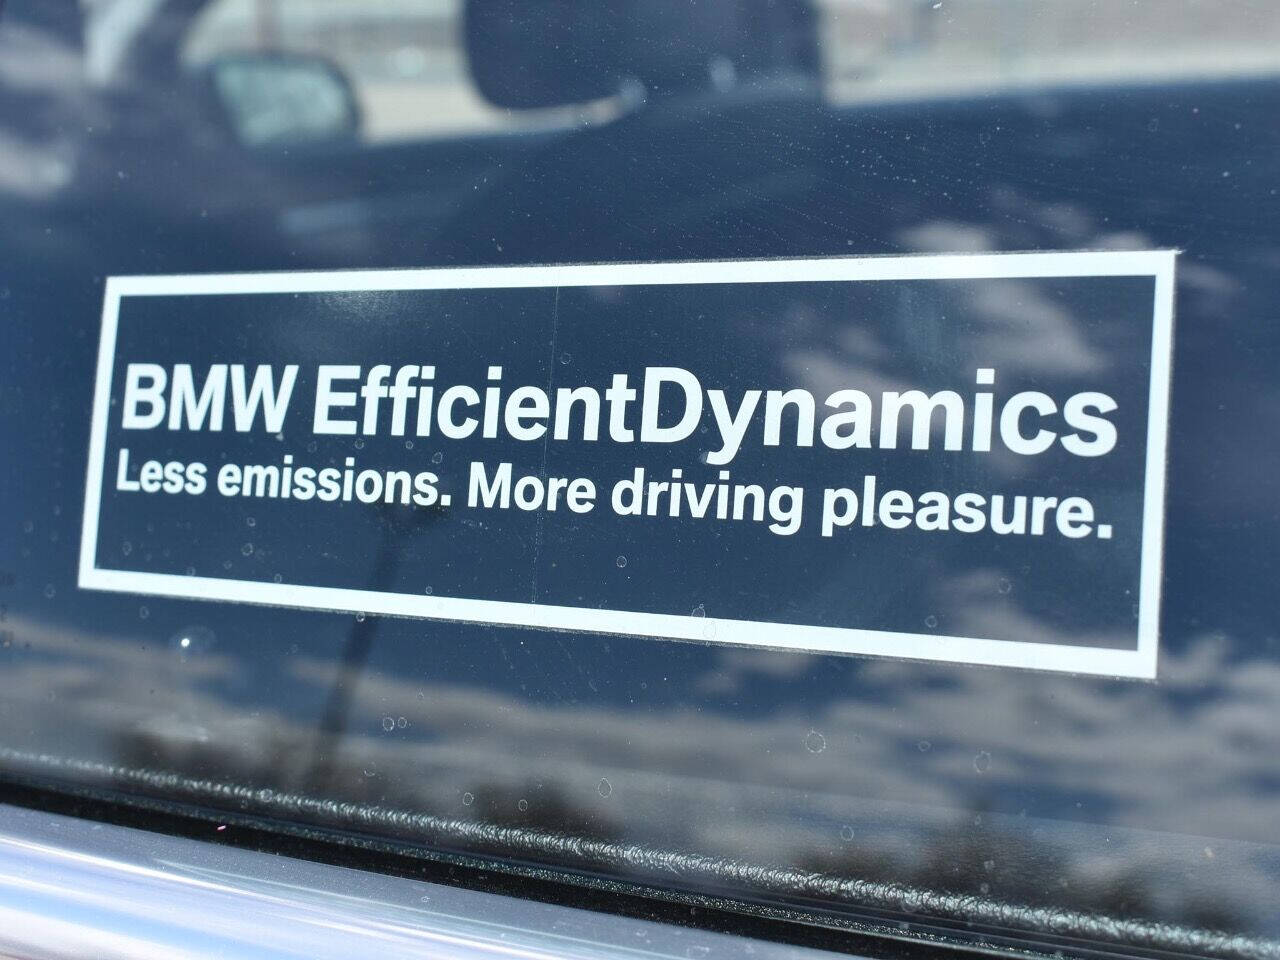 BMW EfficientDynamics
Less emissions. More driving pleasure.